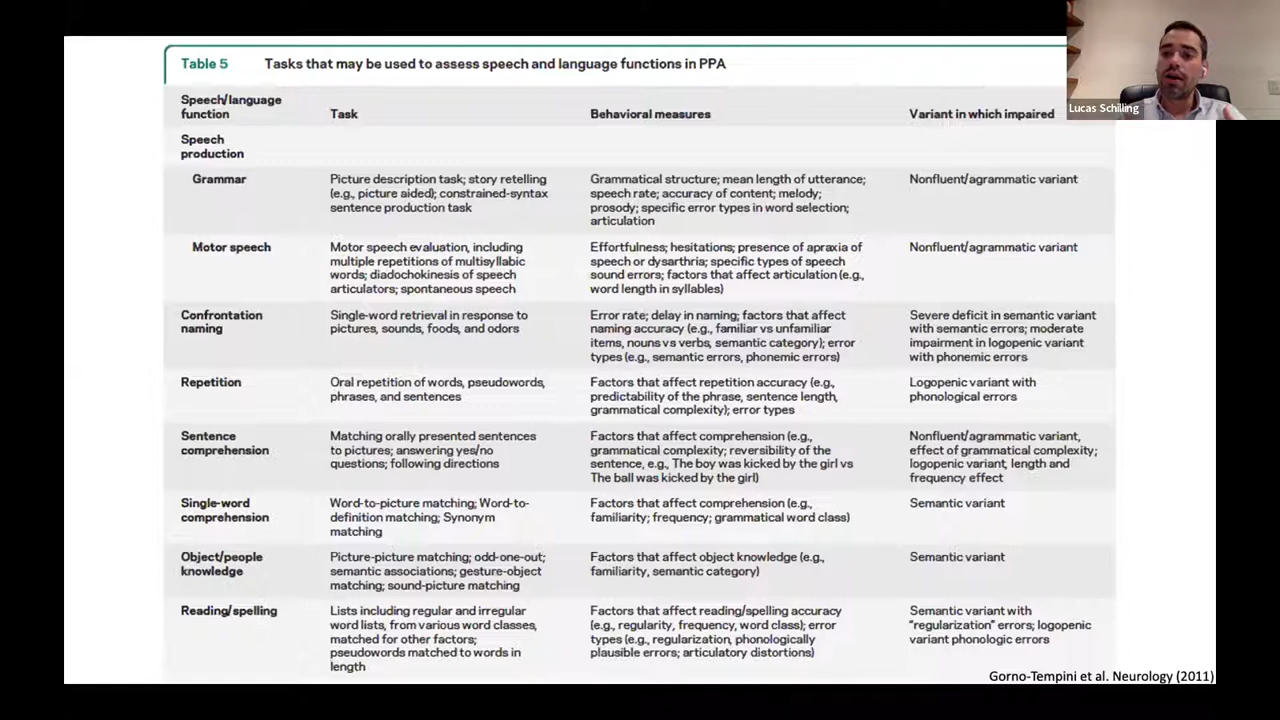 Lucas Schilling
Table 5 Tasks that may be used to assess speech and language functions in PPA
Speech/language
function
Task
Behavioral measures
Variant in which impaired
Speech
production
Grammar
Picture description task; story retelling
(e.g., picture aided); constrained-syntax
sentence production task
Grammatical structure; mean length of utterance;
speech rate; accuracy of content; melody;
prosody; specific error types in word selection;
articulation
Nonfluent/agrammatic variant
Motor speech
Motor speech evaluation, including
multiple repetitions of multisyllabic
words; diadochokinesis of speech
articulators; spontaneous speech
Effortfulness; hesitations; presence of apraxia of
speech or dysarthria; specific types of speech
sound errors; factors that affect articulation (e.g.,
word length in syllables)
Nonfluent/agrammatic variant
Confrontation
naming
Single-word retrieval in response to
pictures, sounds, foods, and odors
Error rate; delay in naming; factors that affect
naming accuracy (e.g., familiar vs unfamiliar
items, nouns vs verbs, semantic category); error
types (e.g., semantic errors, phonemic errors)
Severe deficit in semantic variant
with semantic errors; moderate
impairment in logopenic variant
with phonemic errors
Repetition
Oral repetition of words, pseudowords,
phrases, and sentences
Factors that affect repetition accuracy (e.g.,
predictability of the phrase, sentence length,
grammatical complexity); error types
Logopenic variant with
phonological errors
Sentence
comprehension
Matching orally presented sentences
to pictures; answering yes/no
questions; following directions
Factors that affect comprehension (e.g.,
grammatical complexity; reversibility of the
sentence, e.g., The boy was kicked by the girl vs
The ball was kicked by the girl)
Nonfluent/agrammatic variant,
effect of grammatical complexity;
logopenic variant, length and
frequency effect
Single-word
comprehension
Word-to-picture matching; Word-to-
definition matching; Synonym
matching
Factors that affect comprehension (e.g.,
familiarity; frequency; grammatical word class)
Semantic variant
Object/people
knowledge
Picture-picture matching; odd-one-out;
semantic associations; gesture-object
matching; sound-picture matching
Factors that affect object knowledge (e.g.,
familiarity, semantic category)
Semantic variant
Reading/spelling
Lists including regular and irregular
word lists, from various word classes,
matched for other factors;
pseudowords matched to words in
length
Factors that affect reading/spelling accuracy
(e.g., regularity, frequency, word class); error
types (e.g., regularization, phonologically
plausible errors; articulatory distortions)
Semantic variant with
"regularization" errors; logopenic
variant phonologic errors
Gorno-Tempini et al. Neurology (2011)